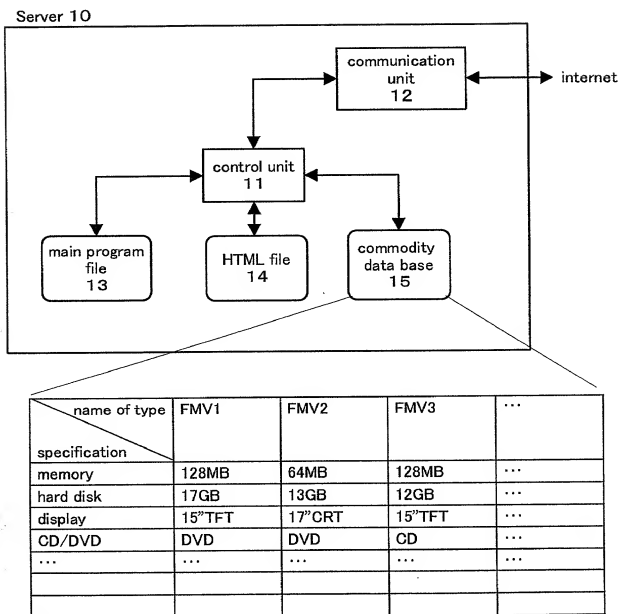 Server 10
communication
unit
12
internet
control unit
11
main program
file
13
HTML file
14
commodity
data base
15
name of type FMV1 FMV2 FMV3 ...
specification
memory 128MB 64MB 128MB ...
hard disk 17GB 13GB 12GB ...
display 15"TFT 17"CRT 15"TFT ...
CD/DVD DVD DVD CD ...
... ... ... ... ...